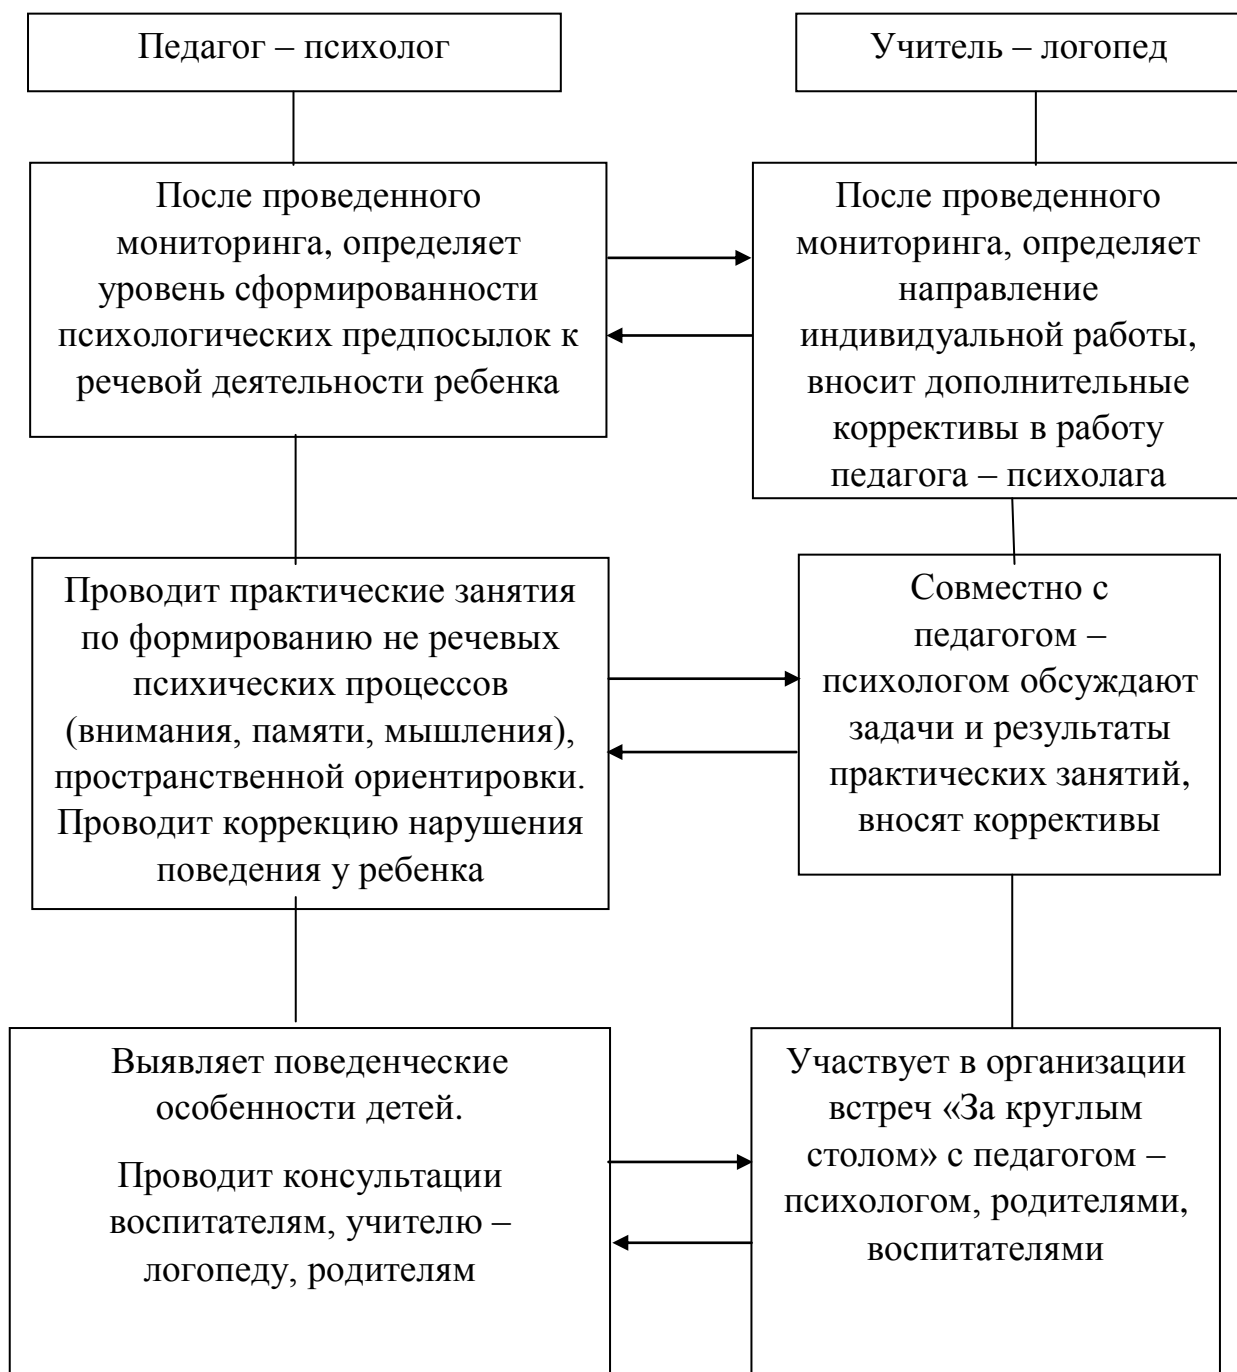 Педагог – психолог
Учитель – логопед
После проведенного
мониторинга, определяет
уровень сформированности
психологических предпосылок к
речевой деятельности ребенка
После проведенного
мониторинга, определяет
направление
индивидуальной работы,
вносит дополнительные
коррективы в работу
педагога – психолага
Проводит практические занятия
по формированию не речевых
психических процессов
(внимания, памяти, мышления),
пространственной ориентировки.
Проводит коррекцию нарушения
поведения у ребенка
Совместно с
педагогом –
психологом обсуждают
задачи и результаты
практических занятий,
вносят коррективы
Выявляет поведенческие
особенности детей.
Проводит консультации
воспитателям, учителю –
логопеду, родителям
Участвует в организации
встреч «За круглым
столом» с педагогом –
психологом, родителями,
воспитателями